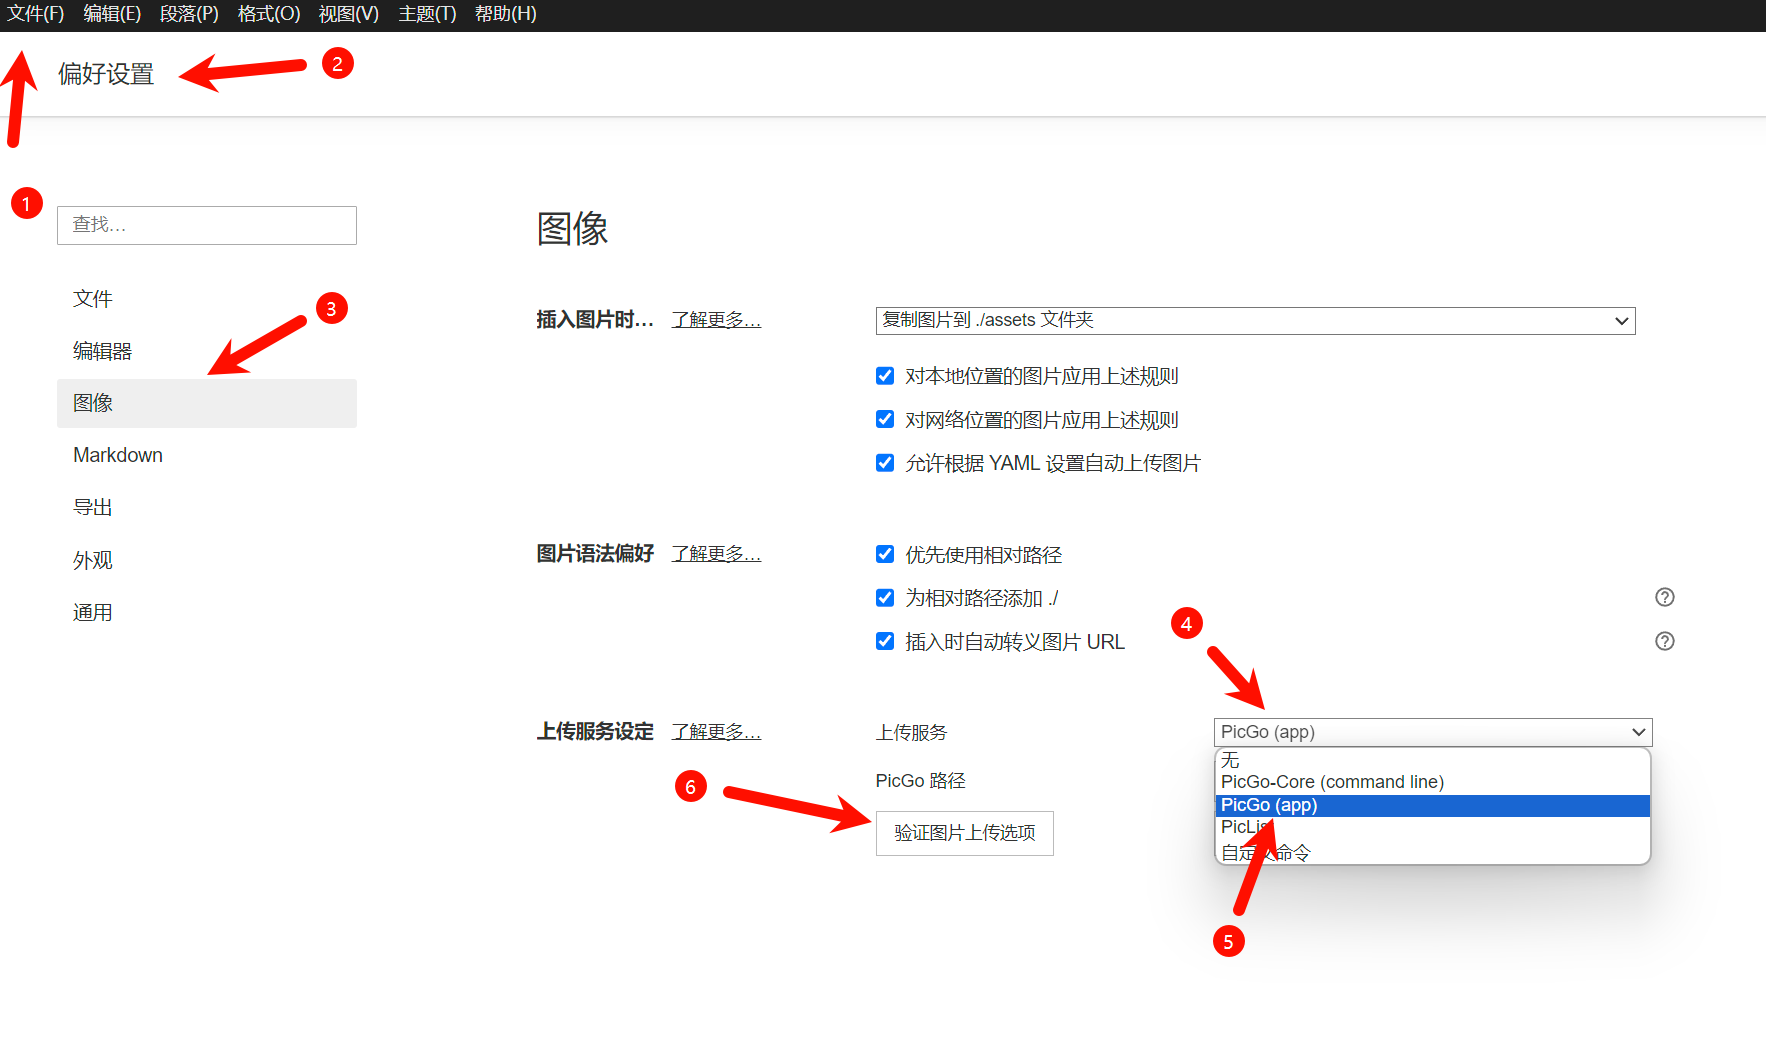 文件(F) 编辑(E) 段落(P) 格式(O) 视图(V) 主题(T) 帮助(H)
偏好设置
2
1
查找...
文件
3
编辑器
图像
Markdown
导出
外观
通用
图像
插入图片时... 了解更多...
复制图片到 ./assets 文件夹
对本地位置的图片应用上述规则
对网络位置的图片应用上述规则
允许根据 YAML 设置自动上传图片
图片语法偏好 了解更多...
优先使用相对路径
为相对路径添加 ./
插入时自动转义图片 URL
4
上传服务设定 了解更多...
上传服务
PicGo (app)
无
PicGo-Core (command line)
PicGo (app)
自定义命令
PicGo 路径
6
验证图片上传选项
5